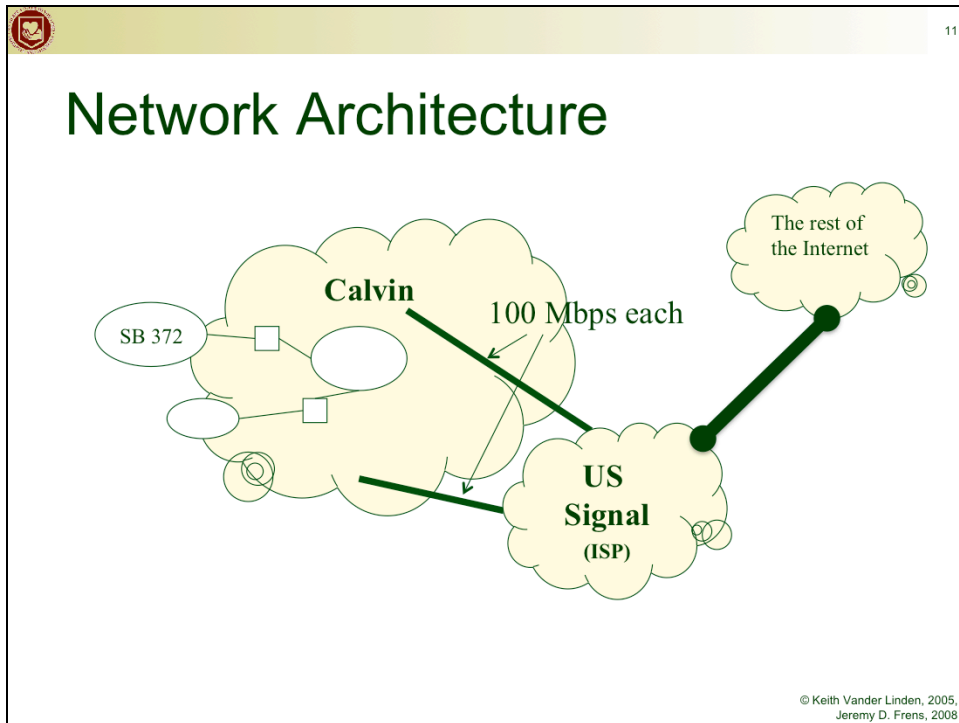 11
Network Architecture
The rest of
the Internet
Calvin
100 Mbps each
SB 372
US
Signal
(ISP)
© Keith Vander Linden, 2005,
Jeremy D. Frens, 2008